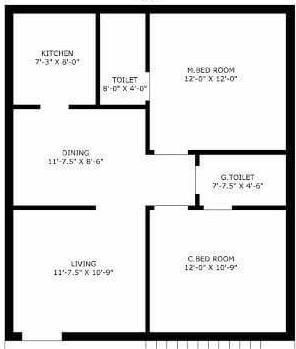 KITCHEN
7'-3" X 8'-0"
TOILET
8'-0" X 4'-0"
M.BED ROOM
12'-0" X 12'-0"
DINING
11'-7.5" X 8'-6"
G.TOILET
7'-7.5" X 4'-6"
LIVING
11'-7.5" X 10'-9"
C.BED ROOM
12'-0" X 10'-9"